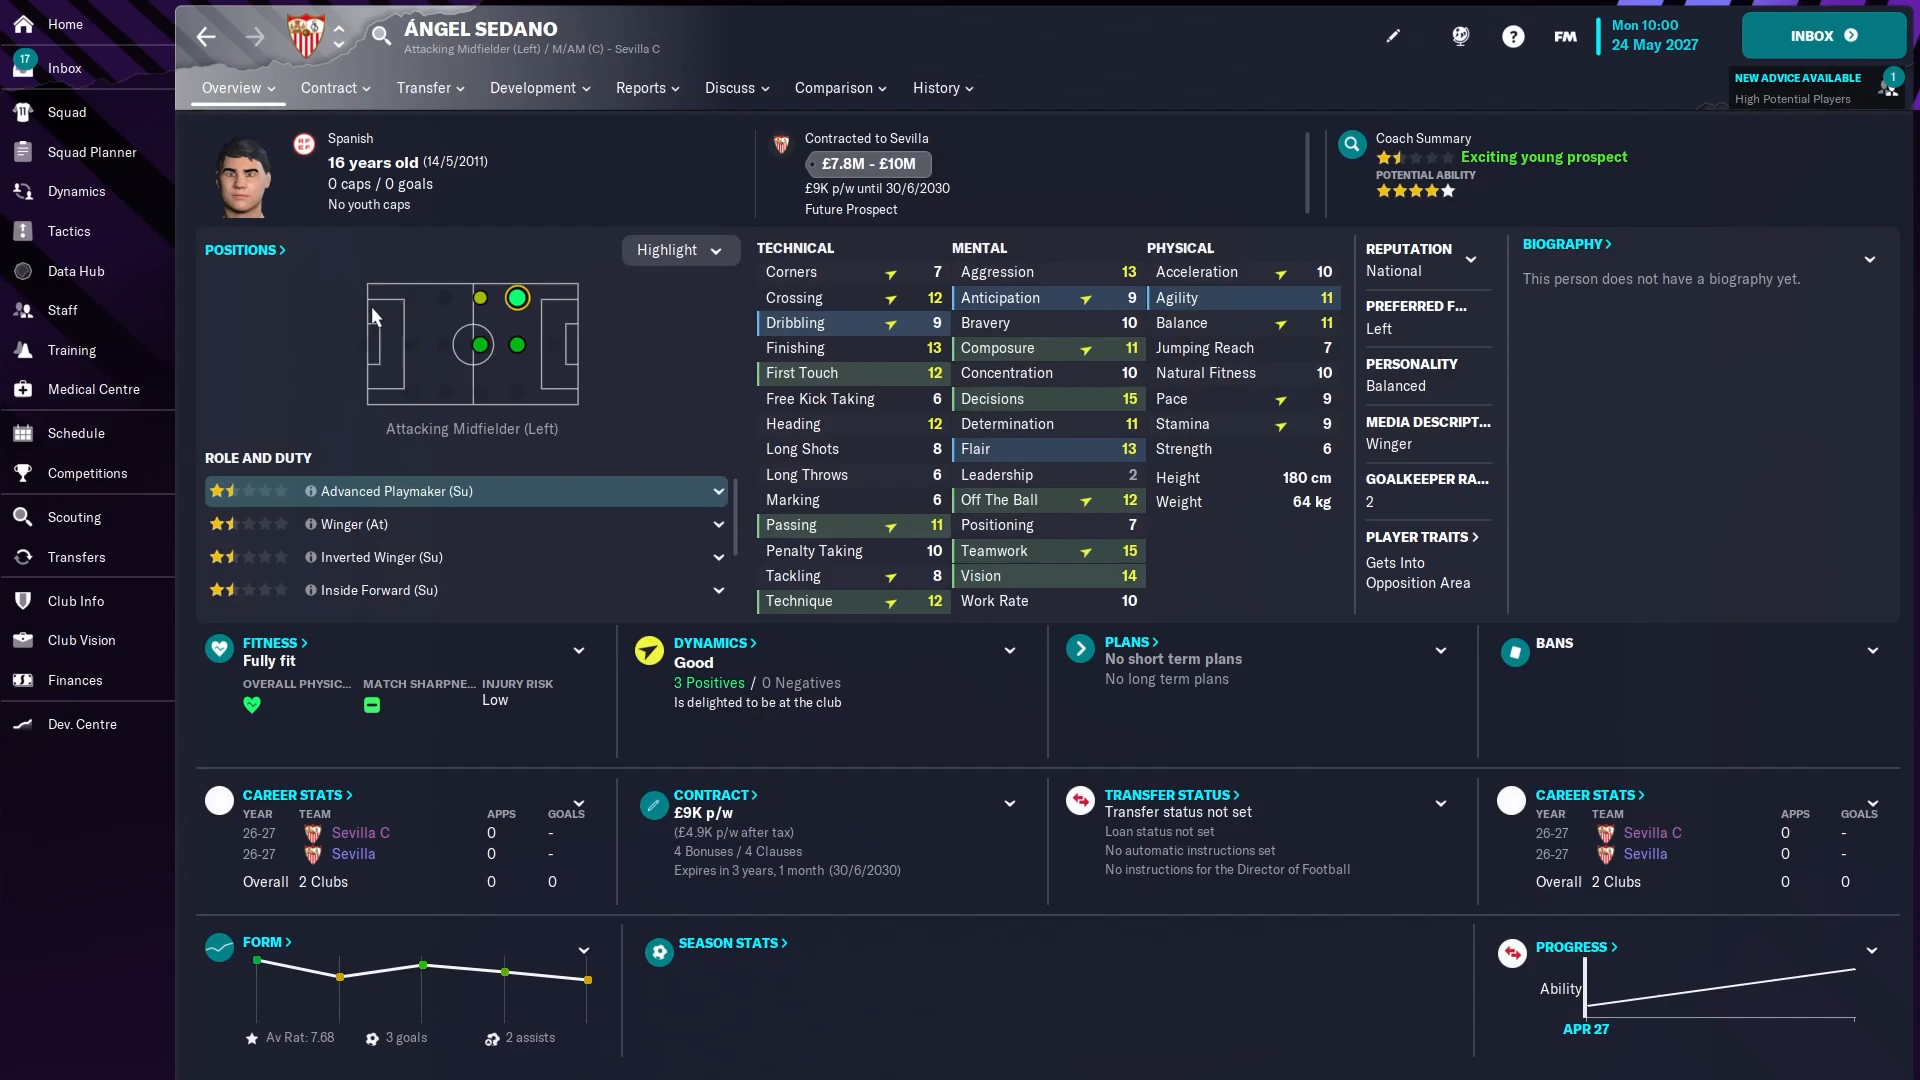 Home
17
Inbox
Squad
Squad Planner
Dynamics
Tactics
Data Hub
Staff
Training
Medical Centre
Schedule
Competitions
Scouting
Transfers
Club Info
Club Vision
Finances
Dev. Centre
ÁNGEL SEDANO
Attacking Midfielder (Left) / M/AM (C) - Sevilla C
?
FM
Mon 10:00
24 May 2027
INBOX
NEW ADVICE AVAILABLE
1
High Potential Players
Overview
Contract
Transfer
Development
Reports
Discuss
Comparison
History
Spanish
16 years old (14/5/2011)
0 caps / 0 goals
No youth caps
Contracted to Sevilla
£7.8M - £10M
£9K p/w until 30/6/2030
Future Prospect
Coach Summary
Exciting young prospect
POTENTIAL ABILITY
POSITIONS
Highlight
Attacking Midfielder (Left)
ROLE AND DUTY
Advanced Playmaker (Su)
Winger (At)
Inverted Winger (Su)
Inside Forward (Su)
TECHNICAL
Corners 7
Crossing 12
Dribbling 9
Finishing 13
First Touch 12
Free Kick Taking 6
Heading 12
Long Shots 8
Long Throws 6
Marking 6
Passing 11
Penalty Taking 10
Tackling 8
Technique 12
MENTAL
Aggression 13
Anticipation 9
Bravery 10
Composure 11
Concentration 10
Decisions 15
Determination 11
Flair 13
Leadership 2
Off The Ball 12
Positioning 7
Teamwork 15
Vision 14
Work Rate 10
PHYSICAL
Acceleration 10
Agility 11
Balance 11
Jumping Reach 7
Natural Fitness 10
Pace 9
Stamina 9
Strength 6
Height 180 cm
Weight 64 kg
REPUTATION
National
PREFERRED F...
Left
PERSONALITY
Balanced
MEDIA DESCRIPT...
Winger
GOALKEEPER RA...
2
PLAYER TRAITS
Gets Into
Opposition Area
BIOGRAPHY
This person does not have a biography yet.
FITNESS
Fully fit
OVERALL PHYSIC... MATCH SHARPNE... INJURY RISK
Low
DYNAMICS
Good
3 Positives / 0 Negatives
Is delighted to be at the club
PLANS
No short term plans
No long term plans
BANS
CAREER STATS
YEAR TEAM APPS GOALS
26-27 Sevilla C 0 -
26-27 Sevilla 0 -
Overall 2 Clubs 0 0
CONTRACT
£9K p/w
(£4.9K p/w after tax)
4 Bonuses / 4 Clauses
Expires in 3 years, 1 month (30/6/2030)
TRANSFER STATUS
Transfer status not set
Loan status not set
No automatic instructions set
No instructions for the Director of Football
CAREER STATS
YEAR TEAM APPS GOALS
26-27 Sevilla C 0 -
26-27 Sevilla 0 -
Overall 2 Clubs 0 0
FORM
Av Rat: 7.68
3 goals
2 assists
SEASON STATS
PROGRESS
Ability
APR 27